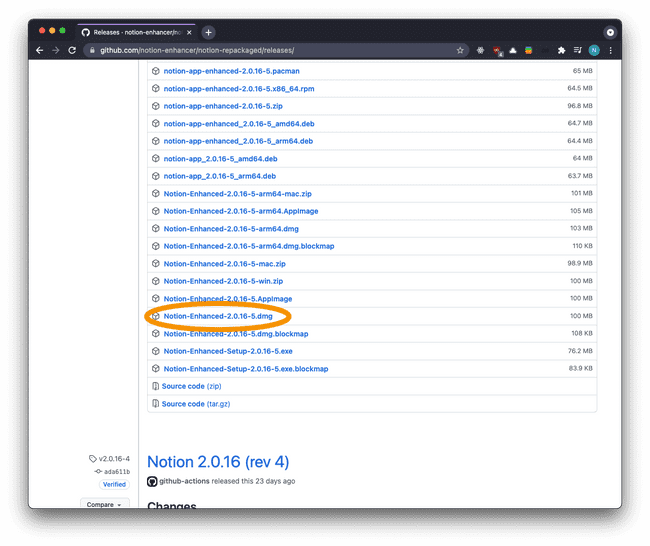 Releases · notion-enhancer/not
github.com/notion-enhancer/notion-repackaged/releases/
notion-app-enhanced-2.0.16-5.pacman 65 MB
notion-app-enhanced-2.0.16-5.x86_64.rpm 64.5 MB
notion-app-enhanced-2.0.16-5.zip 96.8 MB
notion-app-enhanced_2.0.16-5_amd64.deb 64.7 MB
notion-app-enhanced_2.0.16-5_arm64.deb 64.4 MB
notion-app_2.0.16-5_amd64.deb 64 MB
notion-app_2.0.16-5_arm64.deb 63.7 MB
Notion-Enhanced-2.0.16-5-arm64-mac.zip 101 MB
Notion-Enhanced-2.0.16-5-arm64.AppImage 105 MB
Notion-Enhanced-2.0.16-5-arm64.dmg 103 MB
Notion-Enhanced-2.0.16-5-arm64.dmg.blockmap 110 KB
Notion-Enhanced-2.0.16-5-mac.zip 98.9 MB
Notion-Enhanced-2.0.16-5-win.zip 100 MB
Notion-Enhanced-2.0.16-5.AppImage 100 MB
Notion-Enhanced-2.0.16-5.dmg 100 MB
Notion-Enhanced-2.0.16-5.dmg.blockmap 108 KB
Notion-Enhanced-Setup-2.0.16-5.exe 76.2 MB
Notion-Enhanced-Setup-2.0.16-5.exe.blockmap 83.9 KB
Source code (zip)
Source code (tar.gz)
v2.0.16-4
ada611b
Verified
Compare
Notion 2.0.16 (rev 4)
github-actions released this 23 days ago
Changes